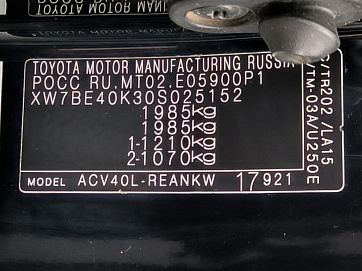 TOYOTA MOTOR MANUFACTURING RUSSIA
POCC RU.MT02.E05900P1
XW7BE40K30S025152
1985kg
1985kg
1-1210kg
2-1070kg
MODEL ACV40L-REANKW 17921
C/TR202 /LA15
/TM-03A/U250E